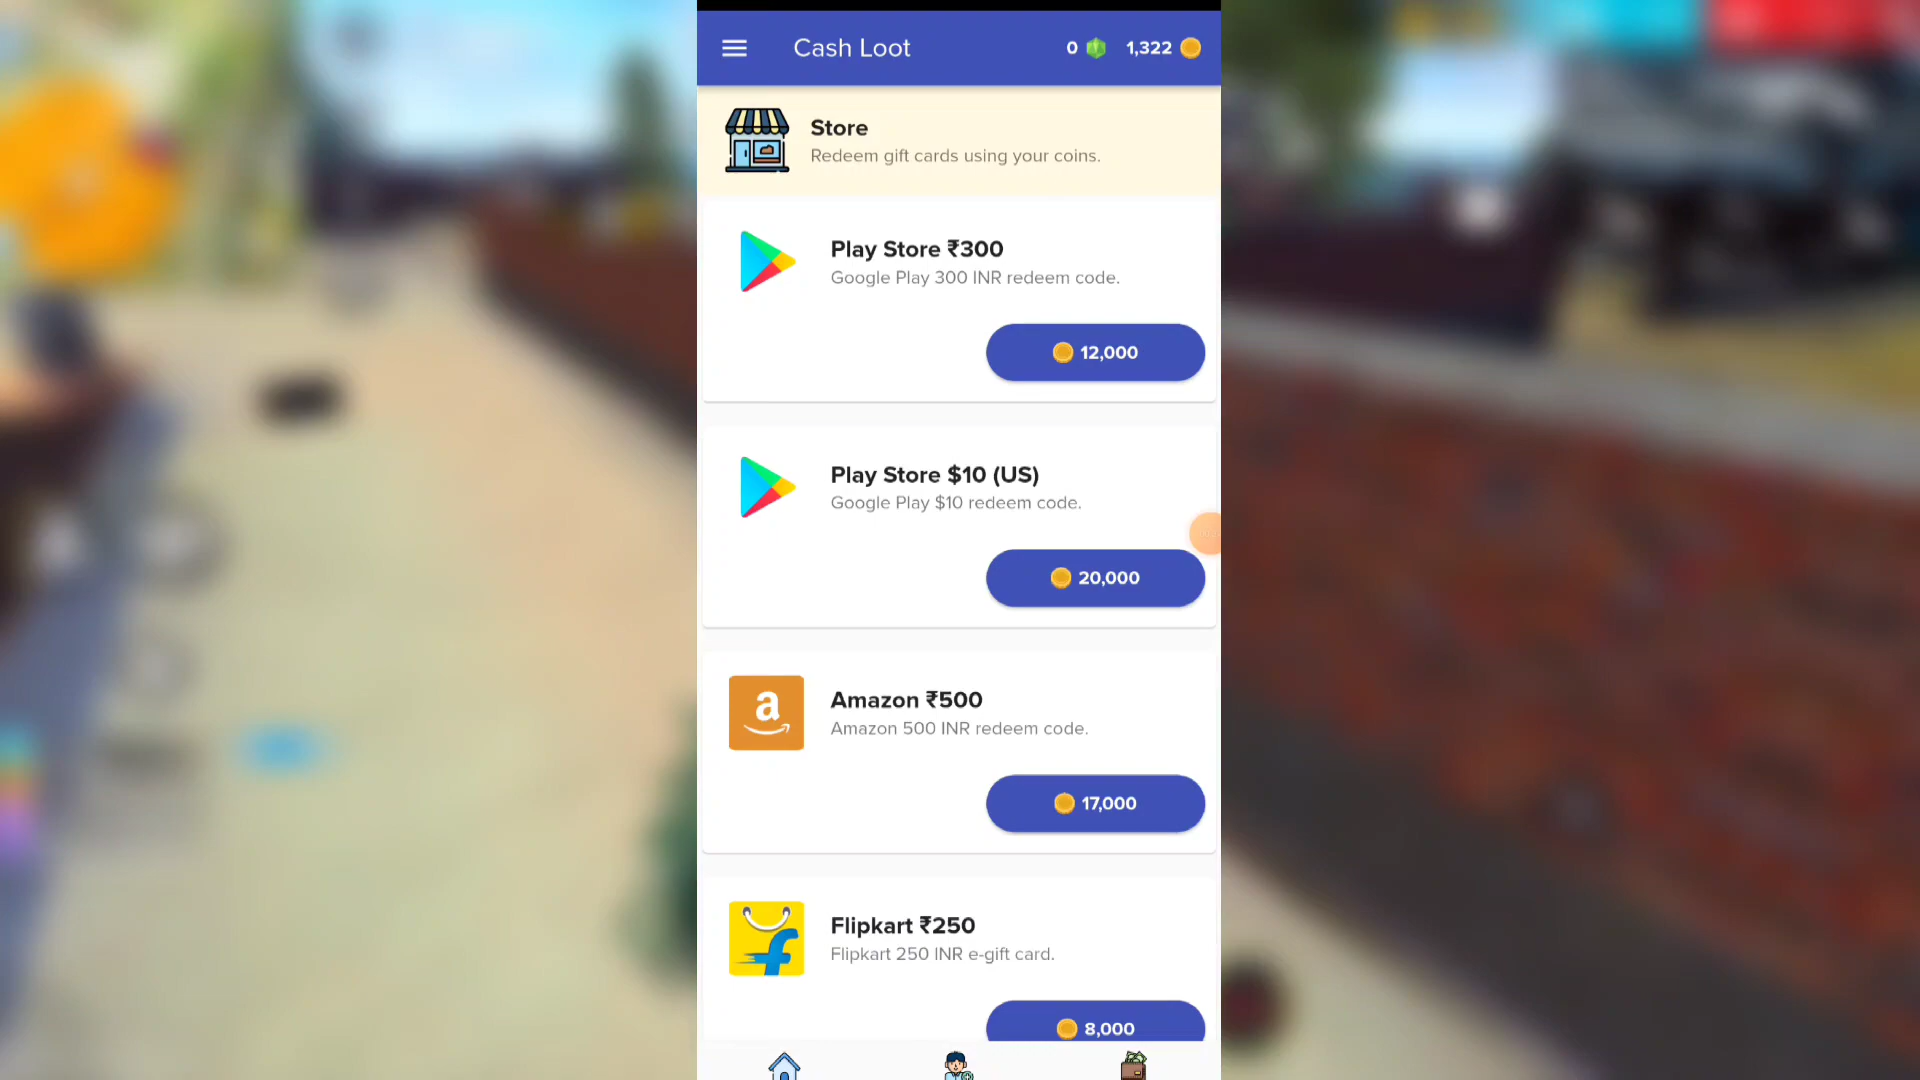 Cash Loot
0
1,322
Store
Redeem gift cards using your coins.
Play Store ₹300
Google Play 300 INR redeem code.
12,000
Play Store $10 (US)
Google Play $10 redeem code.
20,000
a
Amazon ₹500
Amazon 500 INR redeem code.
17,000
f
Flipkart ₹250
Flipkart 250 INR e-gift card.
8,000